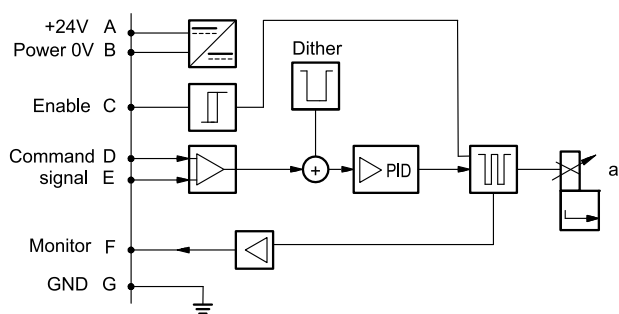 +24V A
Power 0V B
Dither
Enable C
Command D
signal E
+
PID
a
Monitor F
GND G